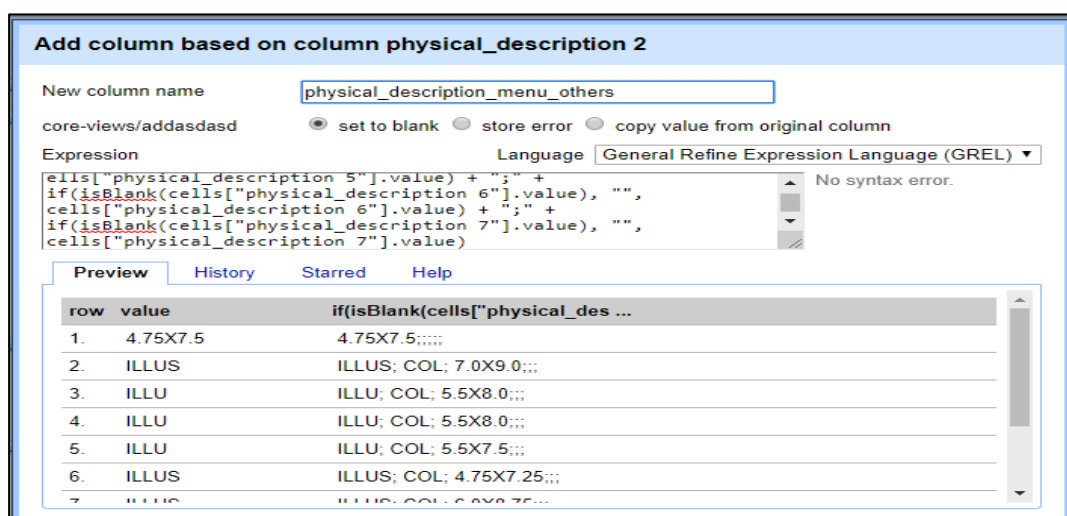 Add column based on column physical_description 2
New column name physical_description_menu_others
core-views/addasdasd set to blank store error copy value from original column
Expression Language General Refine Expression Language (GREL)
ells["physical_description 5"].value) + ";" +
if(isBlank(cells["physical_description 6"].value), "",
cells["physical_description 6"].value) + ";" +
if(isBlank(cells["physical_description 7"].value), "",
cells["physical_description 7"].value)
No syntax error.
Preview History Starred Help
row value if(isBlank(cells["physical_des ...
1. 4.75X7.5 4.75X7.5;;;;;
2. ILLUS ILLUS; COL; 7.0X9.0;;;
3. ILLU ILLU; COL; 5.5X8.0;;;
4. ILLU ILLU; COL; 5.5X8.0;;;
5. ILLU ILLU; COL; 5.5X7.5;;;
6. ILLUS ILLUS; COL; 4.75X7.25;;;